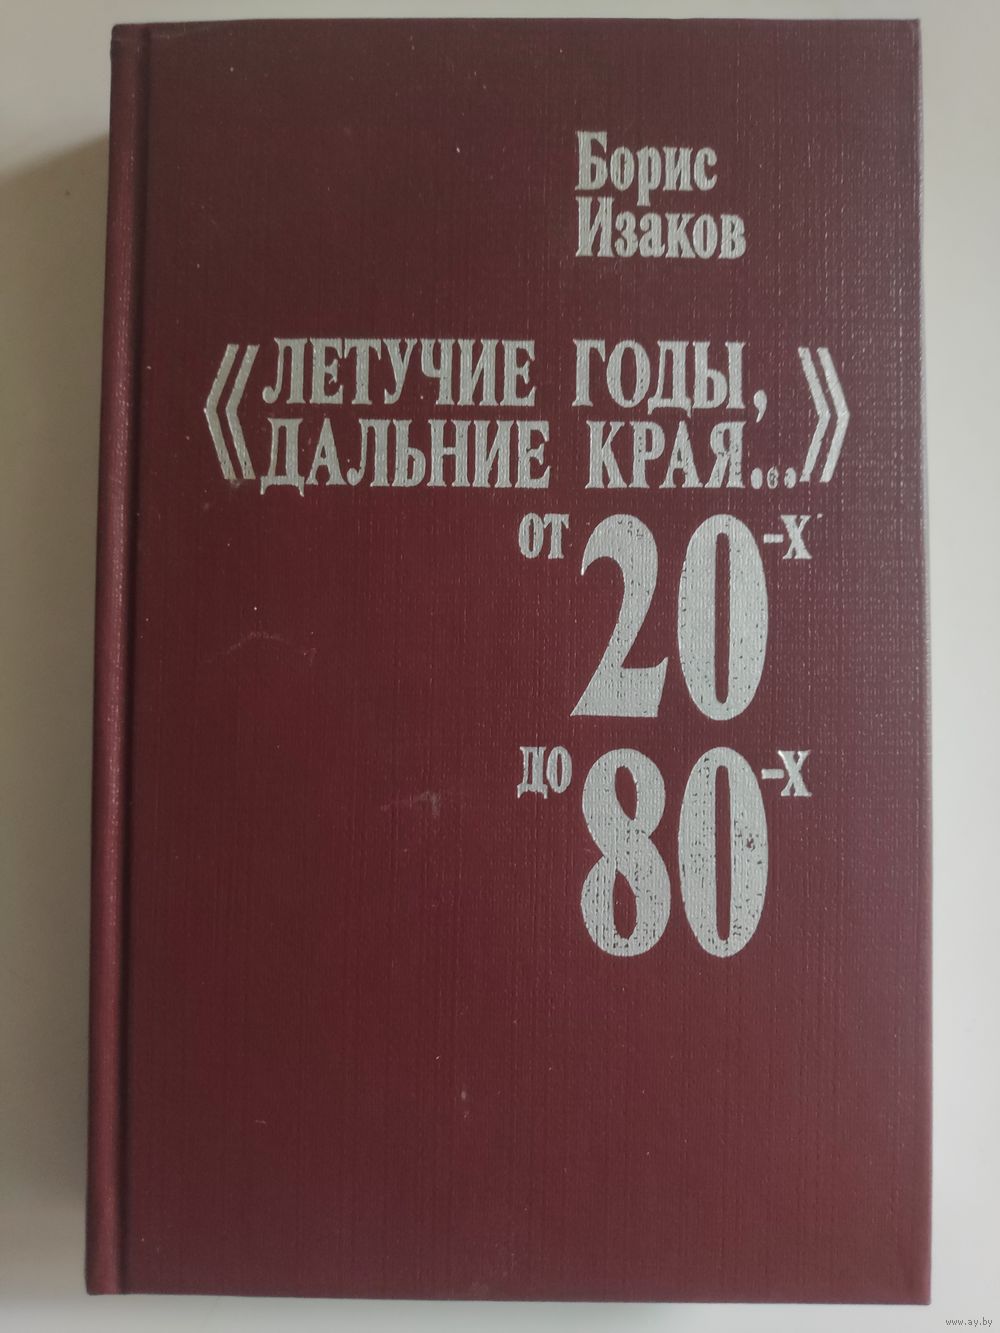 Борис
Изаков
«ЛЕТУЧИЕ ГОДЫ,
ДАЛЬНИЕ КРАЯ...»
от 20-х
до 80-х
www.ay.by